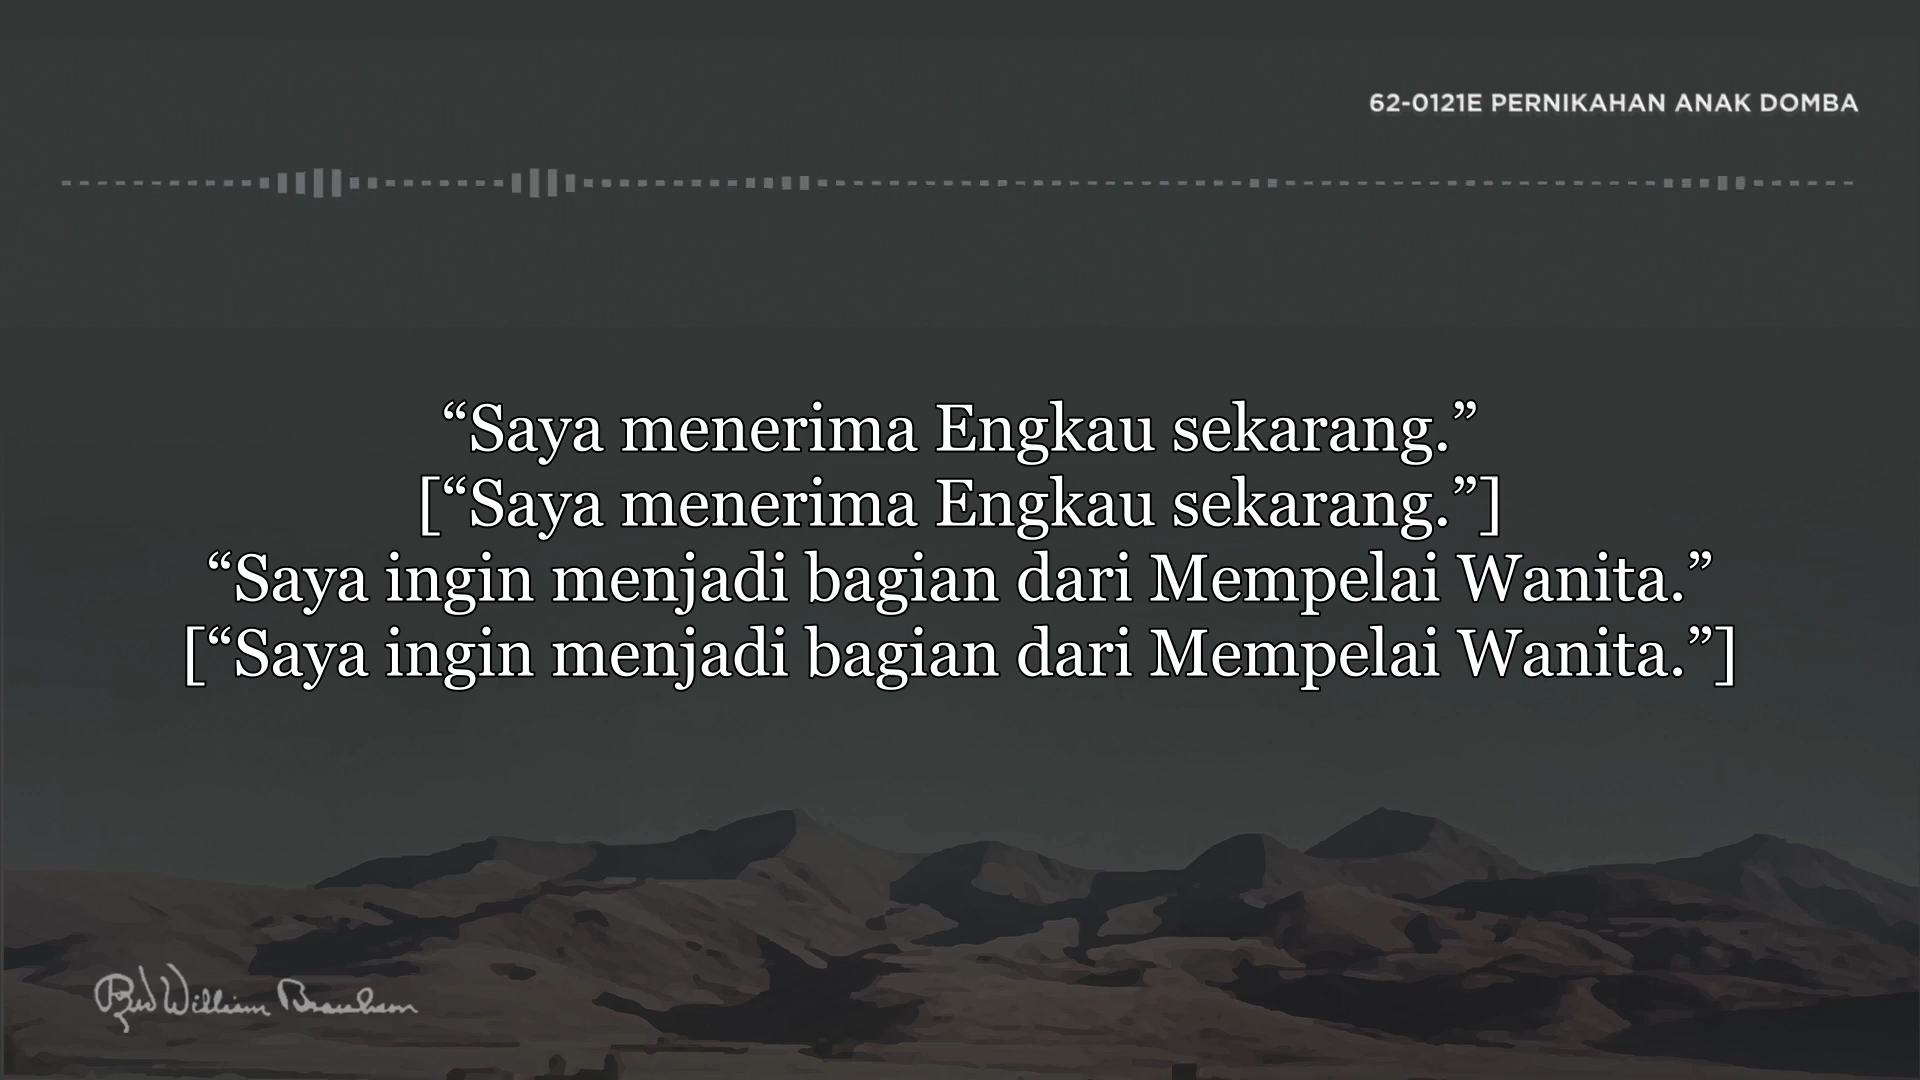 62-0121E PERNIKAHAN ANAK DOMBA
“Saya menerima Engkau sekarang.”
[“Saya menerima Engkau sekarang.”]
“Saya ingin menjadi bagian dari Mempelai Wanita.”
[“Saya ingin menjadi bagian dari Mempelai Wanita.”]
William Branham